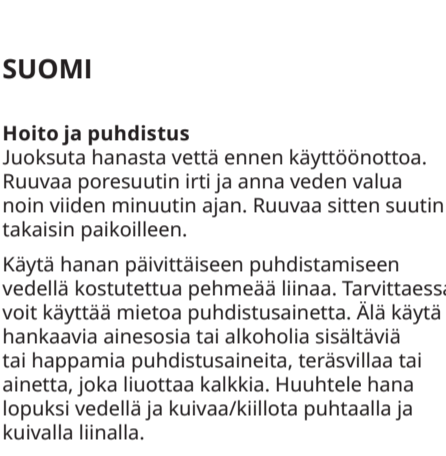 SUOMI
Hoito ja puhdistus
Juoksuta hanasta vettä ennen käyttöönottoa.
Ruuvaa poresuutin irti ja anna veden valua
noin viiden minuutin ajan. Ruuvaa sitten suutin
takaisin paikoilleen.
Käytä hanan päivittäiseen puhdistamiseen
vedellä kostutettua pehmeää liinaa. Tarvittaessa
voit käyttää mietoa puhdistusainetta. Älä käytä
hankaavia ainesosia tai alkoholia sisältäviä
tai happamia puhdistusaineita, teräsvillaa tai
ainetta, joka liuottaa kalkkia. Huuhtele hana
lopuksi vedellä ja kuivaa/kiillota puhtaalla ja
kuivalla liinalla.